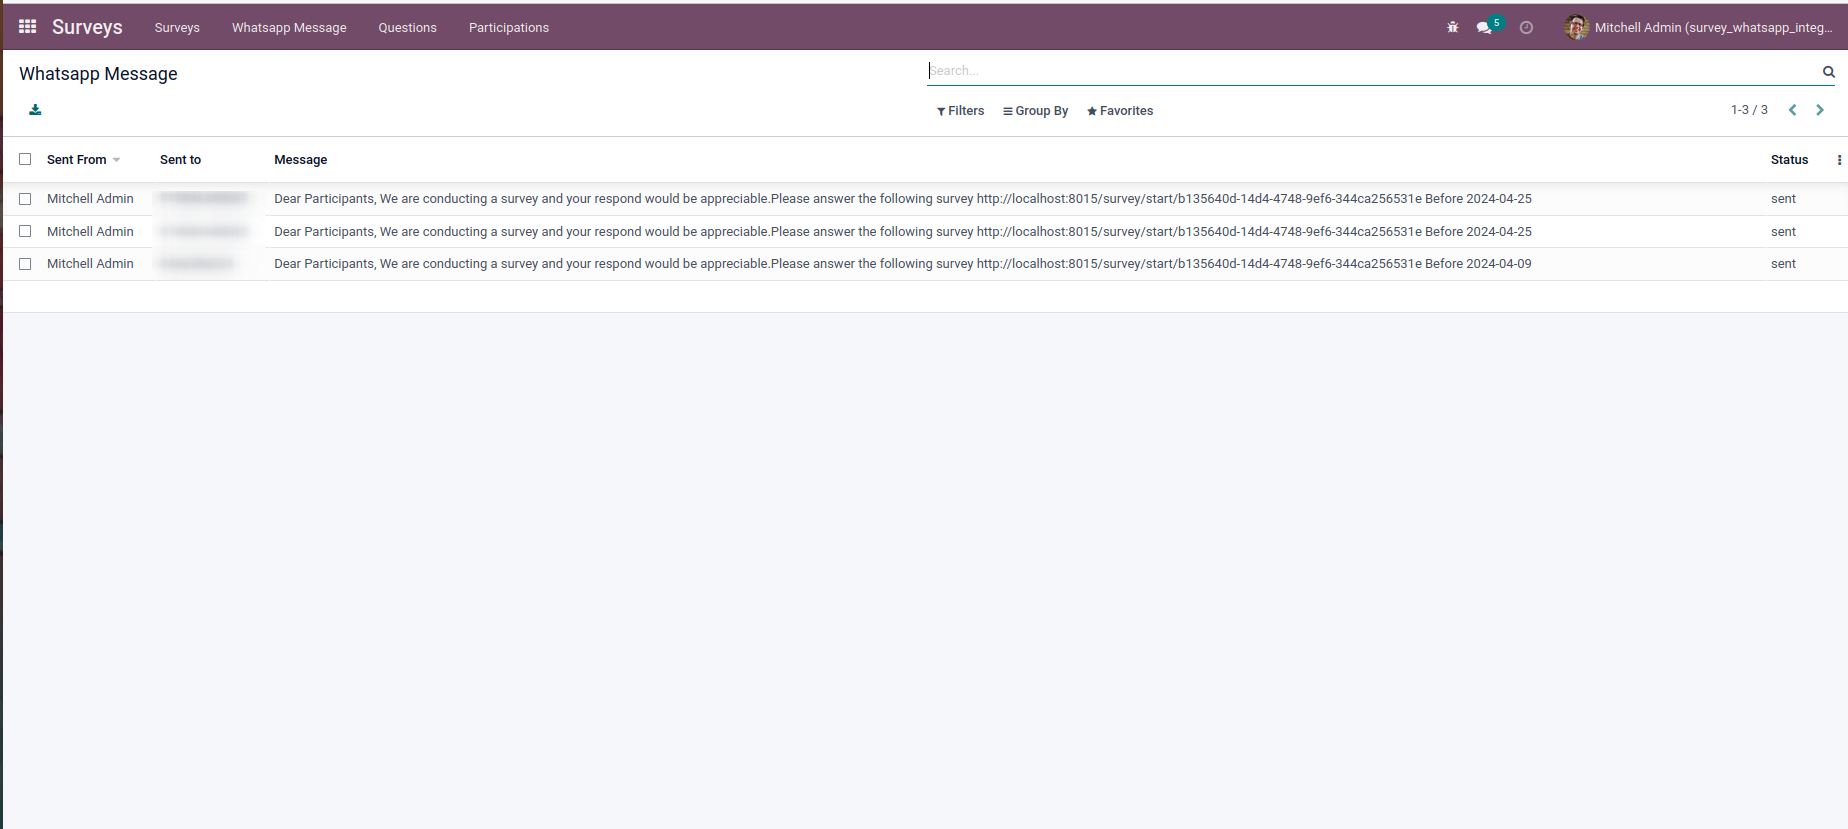 Surveys Surveys Whatsapp Message Questions Participations 5 Mitchell Admin (survey_whatsapp_integ...
Whatsapp Message Search...
Filters Group By Favorites 1-3 / 3
Sent From Sent to Message Status
Mitchell Admin Dear Participants, We are conducting a survey and your respond would be appreciable.Please answer the following survey http://localhost:8015/survey/start/b135640d-14d4-4748-9ef6-344ca256531e Before 2024-04-25 sent
Mitchell Admin Dear Participants, We are conducting a survey and your respond would be appreciable.Please answer the following survey http://localhost:8015/survey/start/b135640d-14d4-4748-9ef6-344ca256531e Before 2024-04-25 sent
Mitchell Admin Dear Participants, We are conducting a survey and your respond would be appreciable.Please answer the following survey http://localhost:8015/survey/start/b135640d-14d4-4748-9ef6-344ca256531e Before 2024-04-09 sent